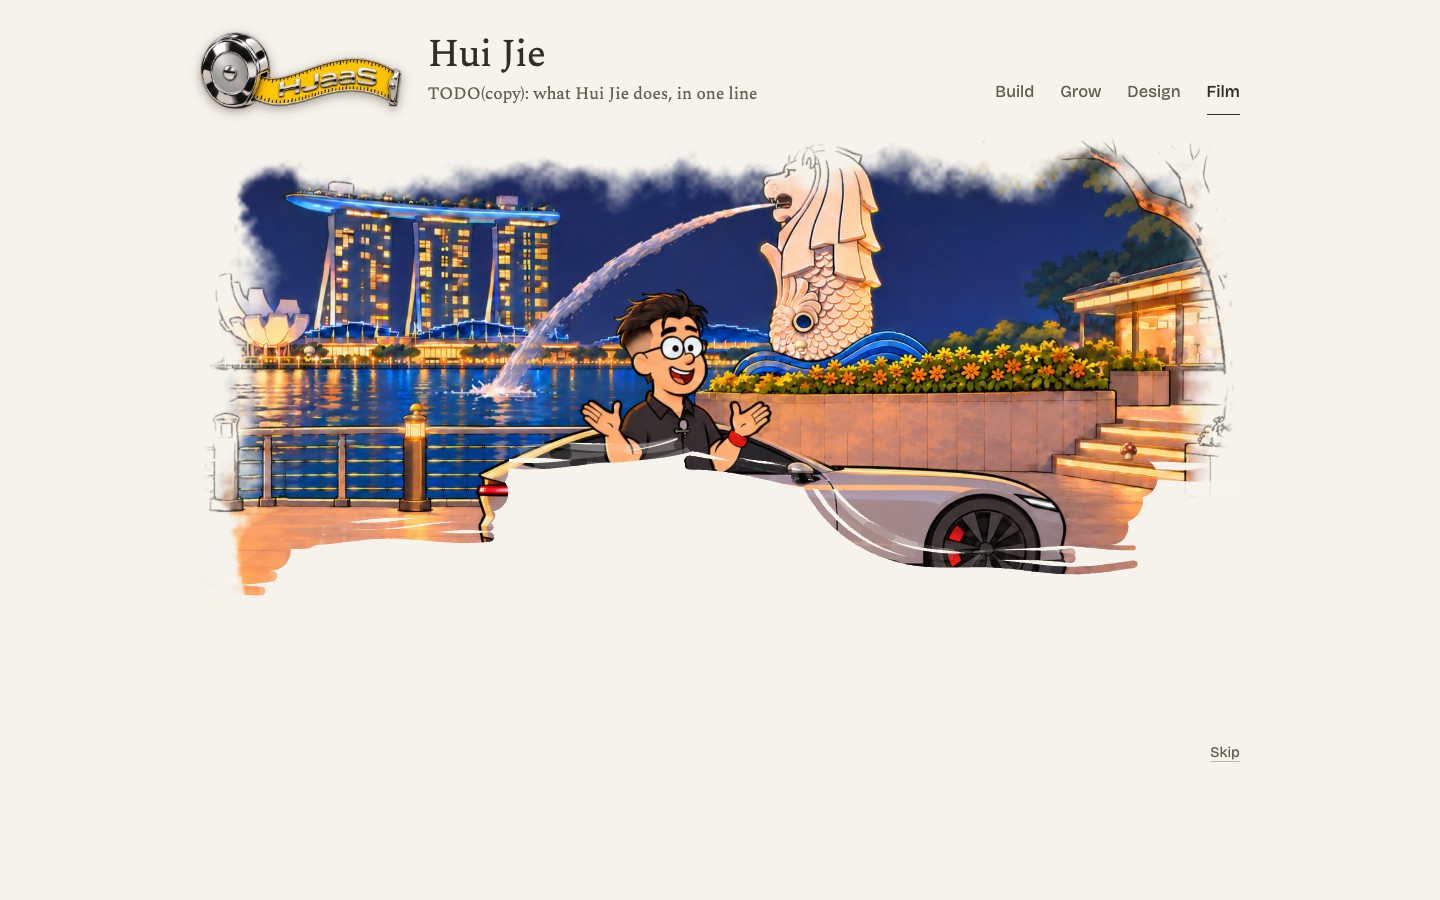 HJaaS
Hui Jie
TODO(copy): what Hui Jie does, in one line
Build Grow Design Film
Skip